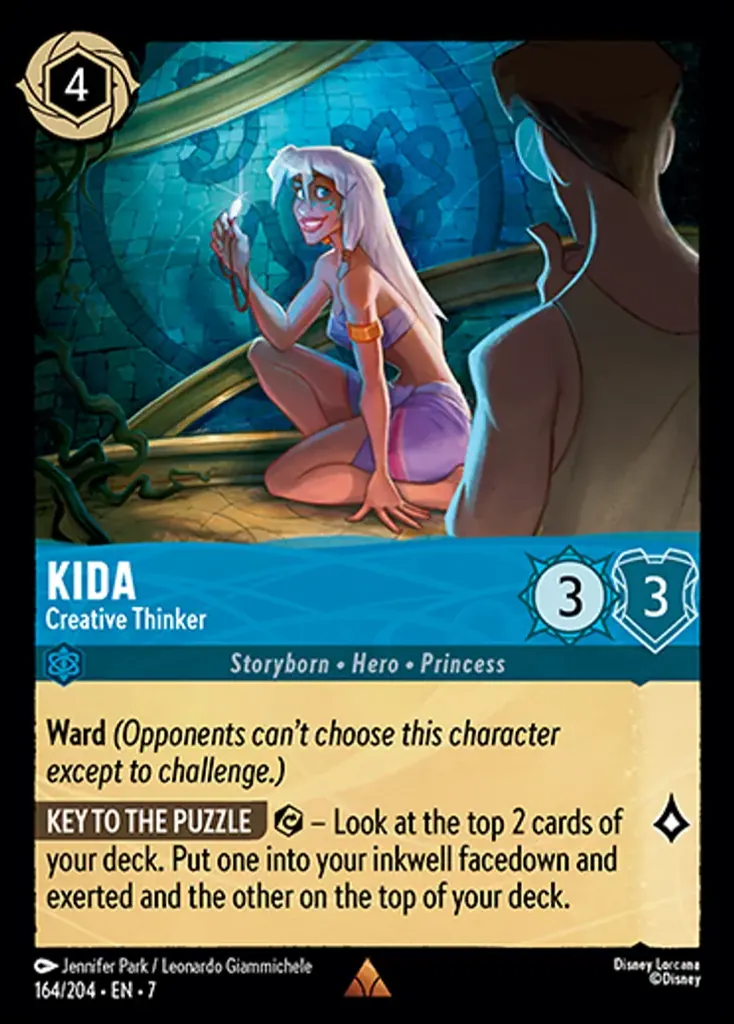 4
KIDA
Creative Thinker
3
3
Storyborn • Hero • Princess
Ward (Opponents can't choose this character
except to challenge.)
KEY TO THE PUZZLE – Look at the top 2 cards of
your deck. Put one into your inkwell facedown and
exerted and the other on the top of your deck.
Jennifer Park / Leonardo Giammichele
164/204 • EN • 7
Disney Lorcana
©Disney